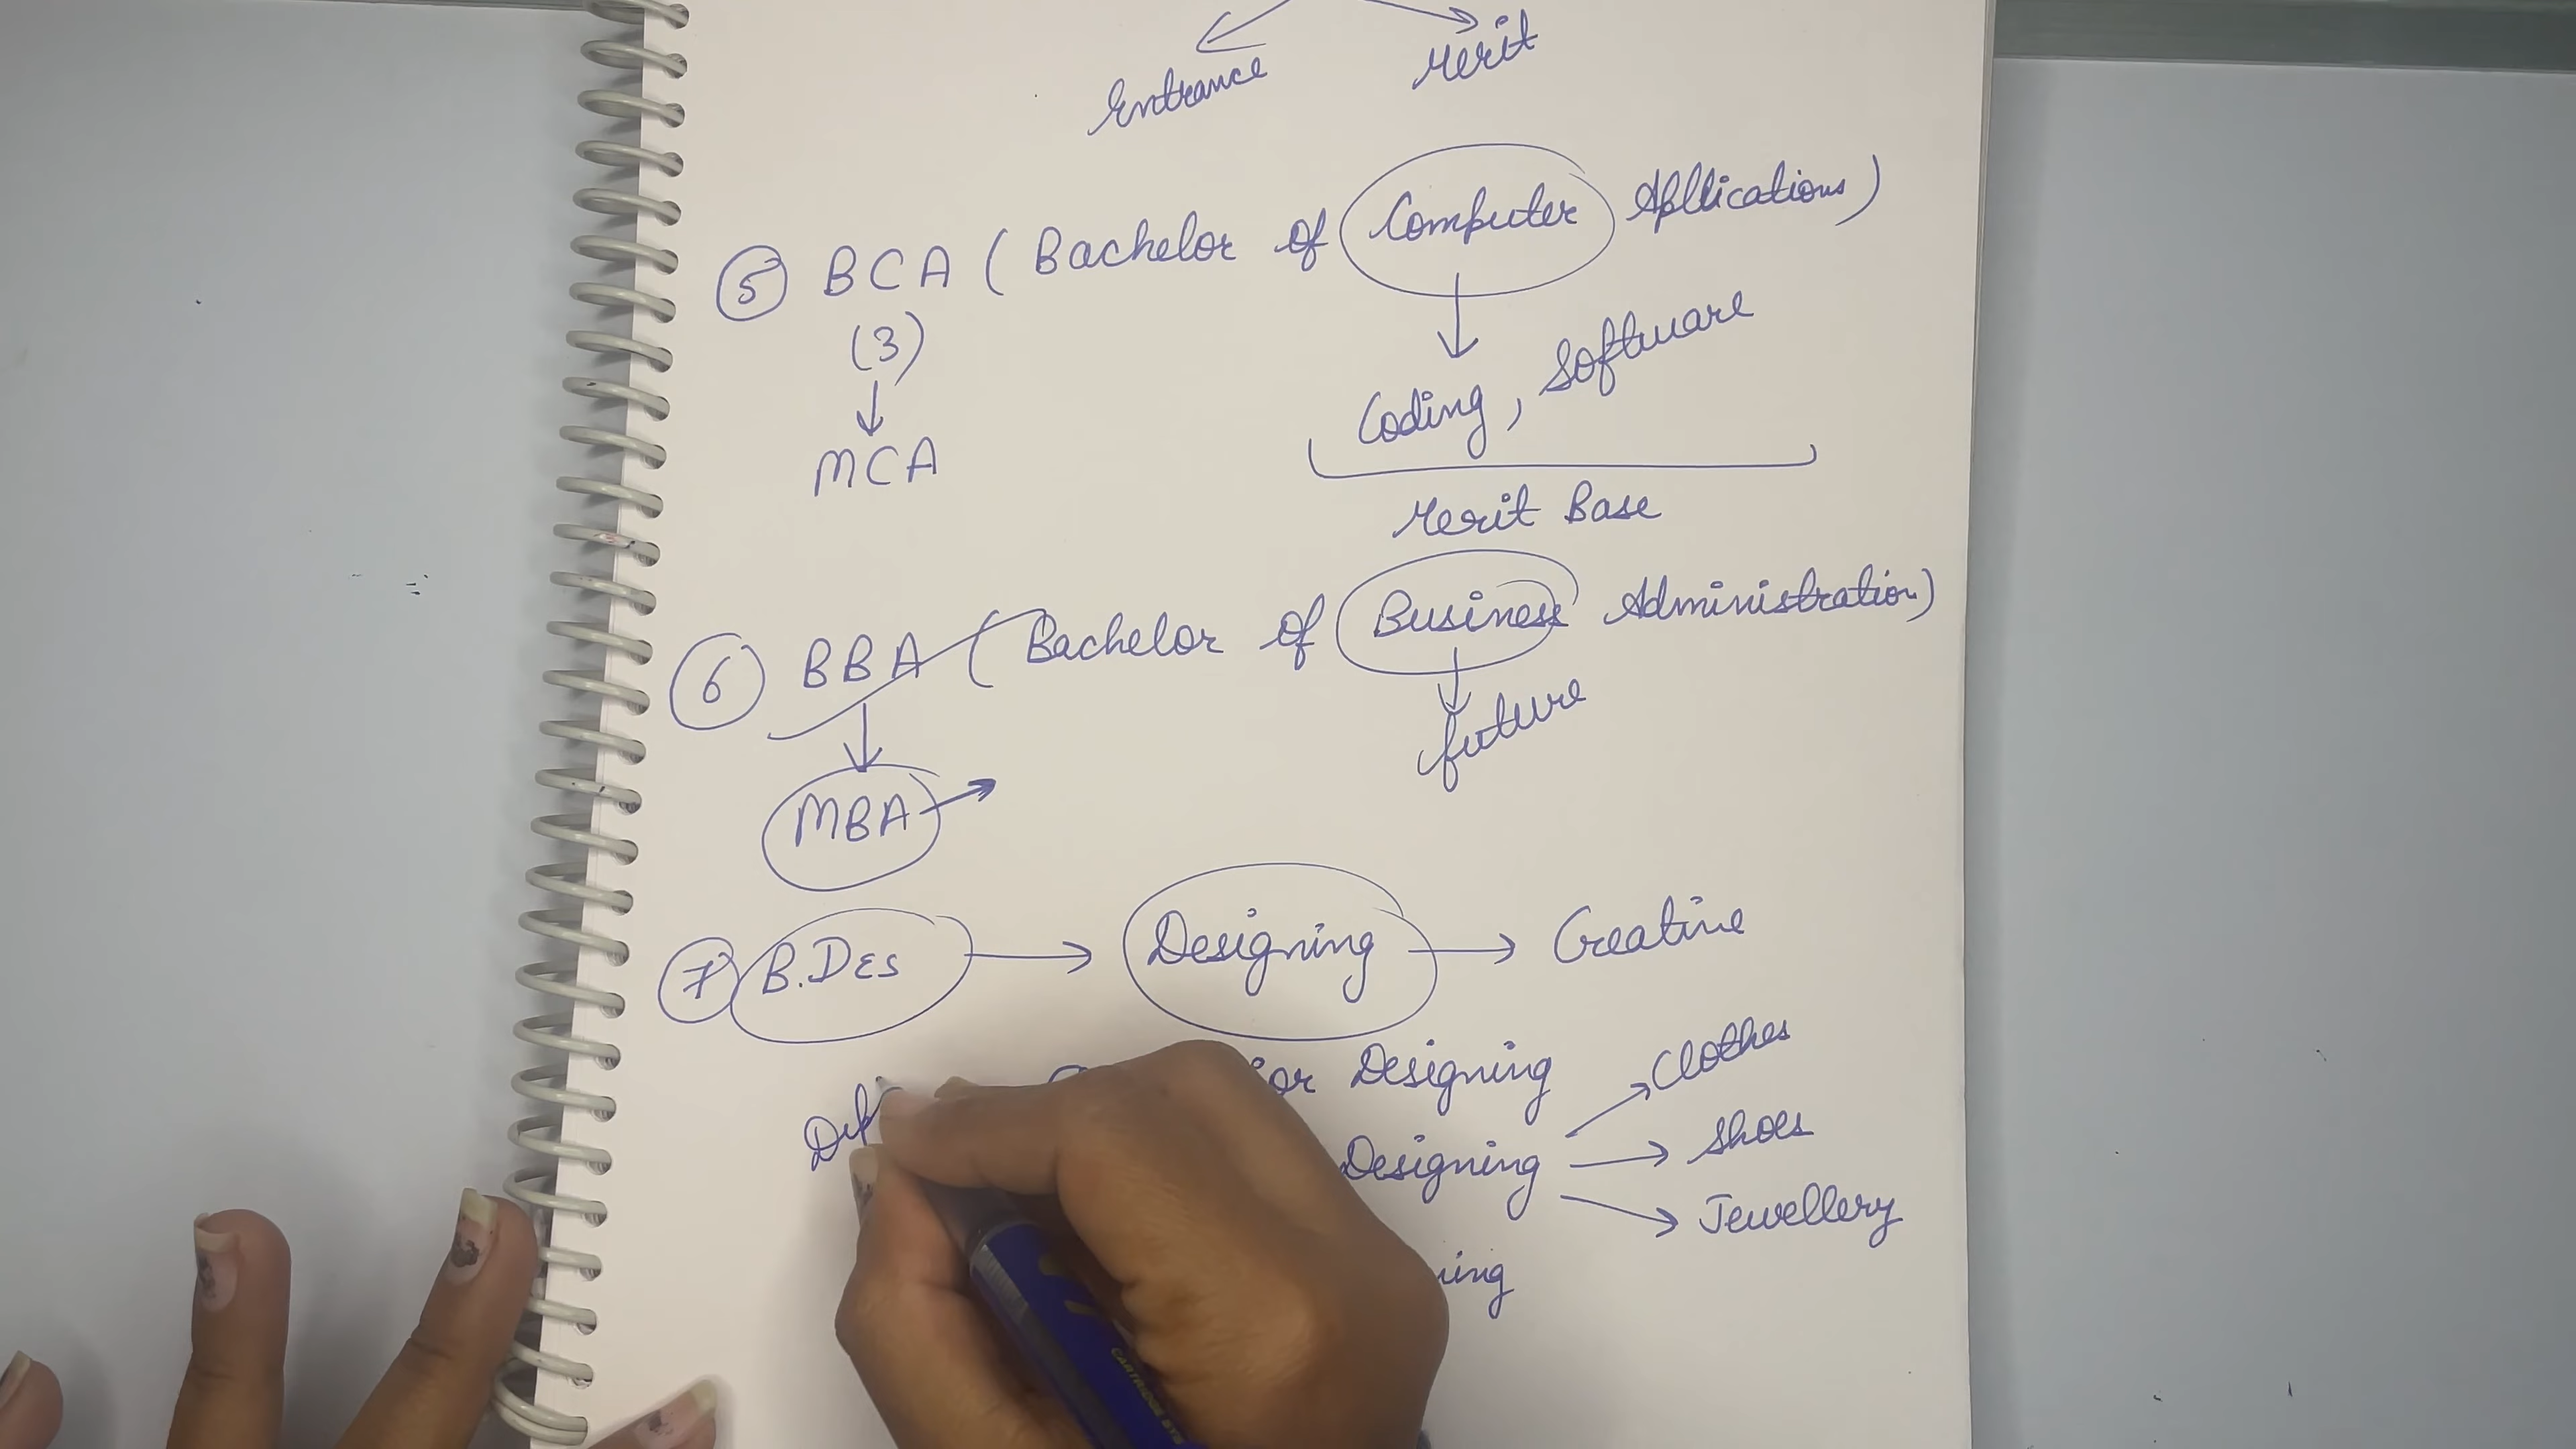 Entrance Merit
5 BCA (Bachelor of Computer Applications)
(3)
MCA
Coding, Software
Merit Base
6 BBA (Bachelor of Business Administration)
future
MBA
7 B.Des Designing Creative
Designing Clothes
Designing Shoes
Jewellery